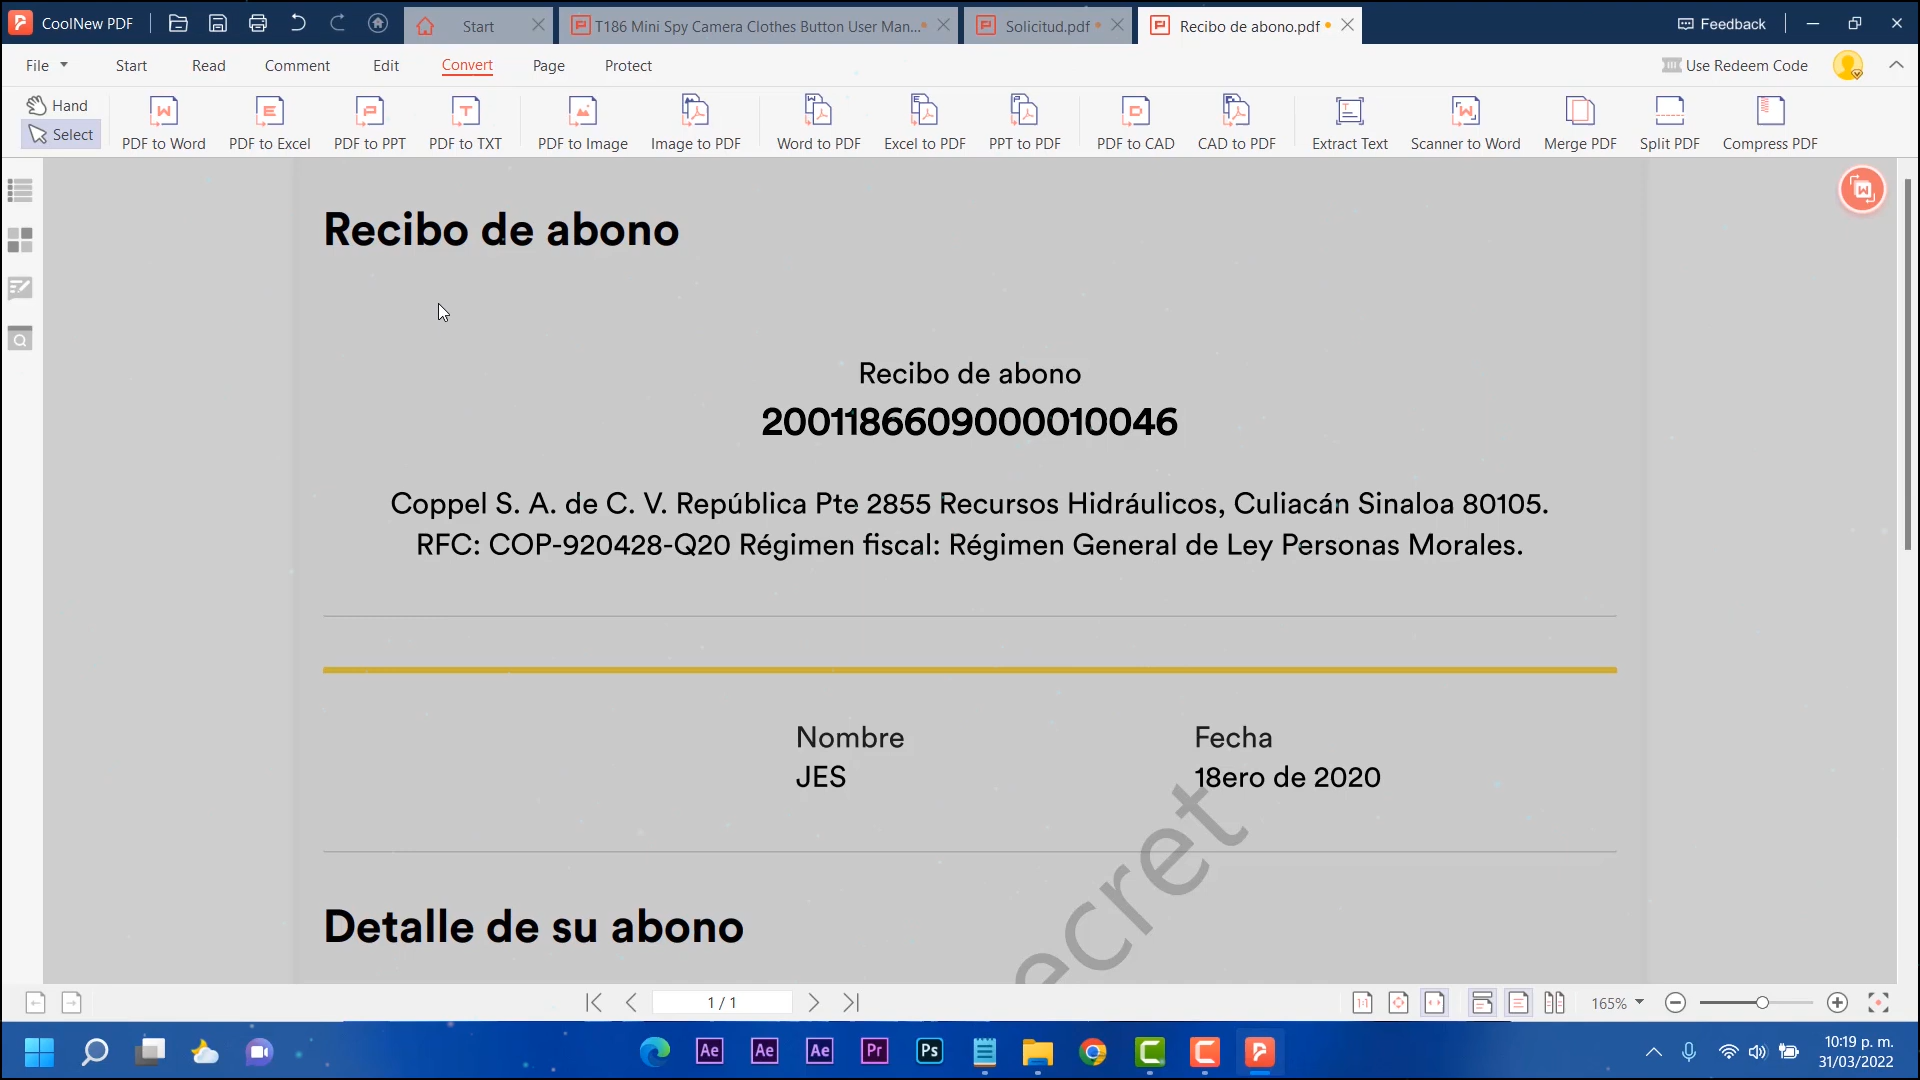 CoolNew PDF
Start
T186 Mini Spy Camera Clothes Button User Man...
Solicitud.pdf
Recibo de abono.pdf
Feedback
File
Start
Read
Comment
Edit
Convert
Page
Protect
Use Redeem Code
Hand
Select
PDF to Word
PDF to Excel
PDF to PPT
PDF to TXT
PDF to Image
Image to PDF
Word to PDF
Excel to PDF
PPT to PDF
PDF to CAD
CAD to PDF
Extract Text
Scanner to Word
Merge PDF
Split PDF
Compress PDF
Recibo de abono
Recibo de abono
2001186609000010046
Coppel S. A. de C. V. República Pte 2855 Recursos Hidráulicos, Culiacán Sinaloa 80105.
RFC: COP-920428-Q20 Régimen fiscal: Régimen General de Ley Personas Morales.
Nombre
Fecha
JES
18ero de 2020
ecret
Detalle de su abono
1 / 1
165%
Ae
Ae
Ae
Pr
Ps
10:19 p. m.
31/03/2022